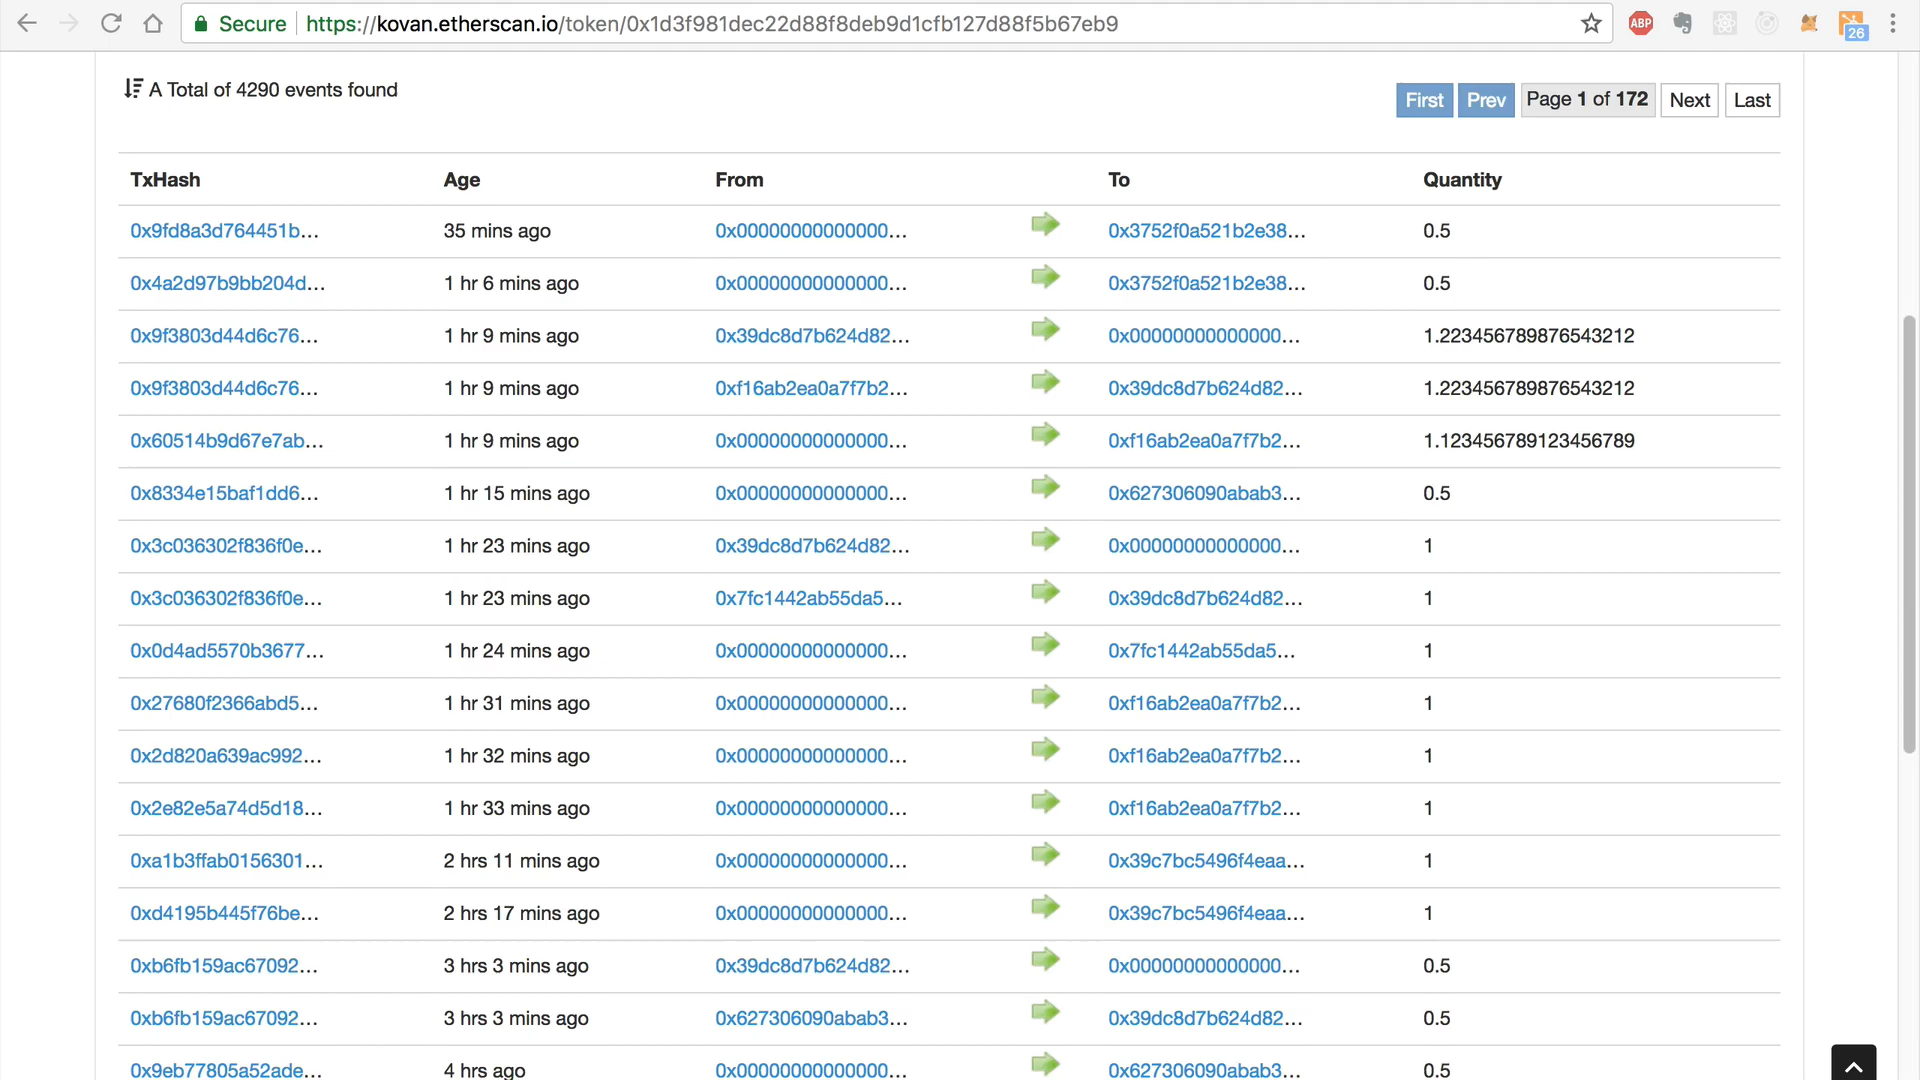 Secure https://kovan.etherscan.io/token/0x1d3f981dec22d88f8deb9d1cfb127d88f5b67eb9 ABP 26
A Total of 4290 events found
First Prev Page 1 of 172 Next Last
TxHash Age From To Quantity
0x9fd8a3d764451b... 35 mins ago 0x00000000000000... 0x3752f0a521b2e38... 0.5
0x4a2d97b9bb204d... 1 hr 6 mins ago 0x00000000000000... 0x3752f0a521b2e38... 0.5
0x9f3803d44d6c76... 1 hr 9 mins ago 0x39dc8d7b624d82... 0x00000000000000... 1.223456789876543212
0x9f3803d44d6c76... 1 hr 9 mins ago 0xf16ab2ea0a7f7b2... 0x39dc8d7b624d82... 1.223456789876543212
0x60514b9d67e7ab... 1 hr 9 mins ago 0x00000000000000... 0xf16ab2ea0a7f7b2... 1.123456789123456789
0x8334e15baf1dd6... 1 hr 15 mins ago 0x00000000000000... 0x627306090abab3... 0.5
0x3c036302f836f0e... 1 hr 23 mins ago 0x39dc8d7b624d82... 0x00000000000000... 1
0x3c036302f836f0e... 1 hr 23 mins ago 0x7fc1442ab55da5... 0x39dc8d7b624d82... 1
0x0d4ad5570b3677... 1 hr 24 mins ago 0x00000000000000... 0x7fc1442ab55da5... 1
0x27680f2366abd5... 1 hr 31 mins ago 0x00000000000000... 0xf16ab2ea0a7f7b2... 1
0x2d820a639ac992... 1 hr 32 mins ago 0x00000000000000... 0xf16ab2ea0a7f7b2... 1
0x2e82e5a74d5d18... 1 hr 33 mins ago 0x00000000000000... 0xf16ab2ea0a7f7b2... 1
0xa1b3ffab0156301... 2 hrs 11 mins ago 0x00000000000000... 0x39c7bc5496f4eaa... 1
0xd4195b445f76be... 2 hrs 17 mins ago 0x00000000000000... 0x39c7bc5496f4eaa... 1
0xb6fb159ac67092... 3 hrs 3 mins ago 0x39dc8d7b624d82... 0x00000000000000... 0.5
0xb6fb159ac67092... 3 hrs 3 mins ago 0x627306090abab3... 0x39dc8d7b624d82... 0.5
0x9eb77805a52ade... 4 hrs ago 0x00000000000000... 0x627306090abab3... 0.5